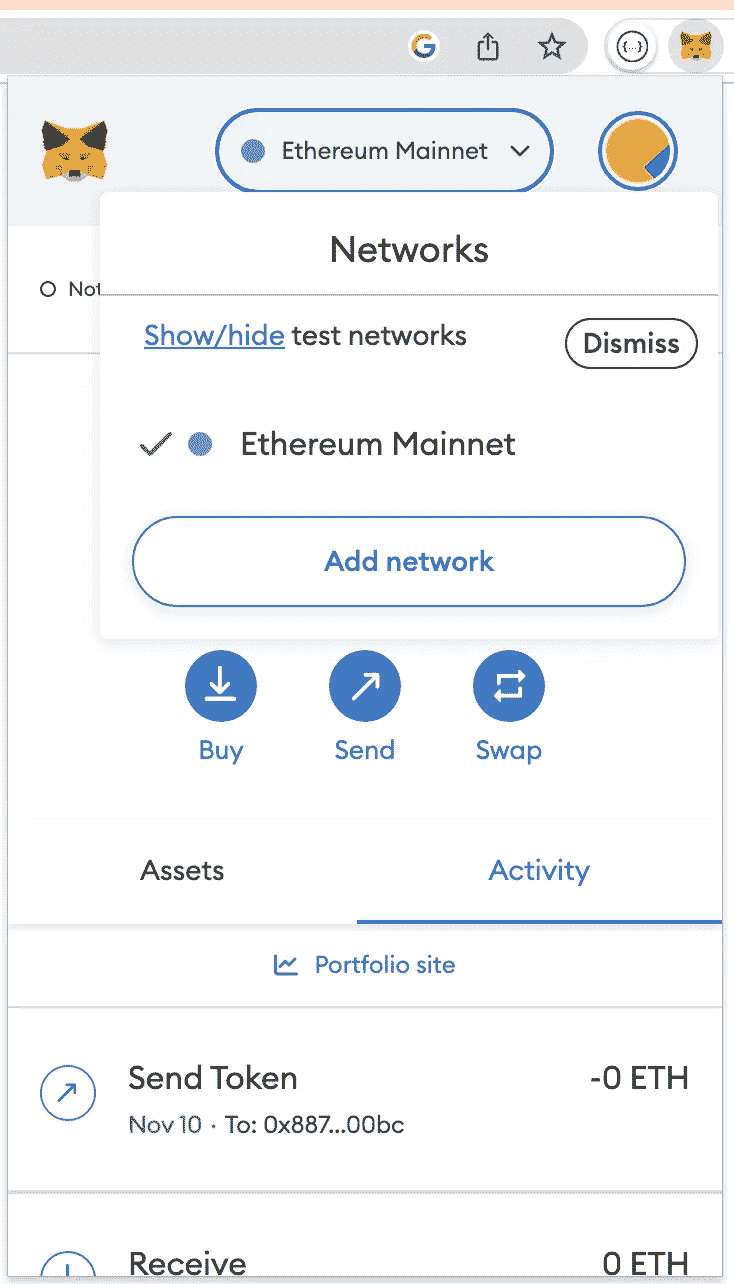 {...}
Ethereum Mainnet
Networks
Not
Show/hide test networks
Dismiss
Ethereum Mainnet
Add network
Buy
Send
Swap
Assets
Activity
Portfolio site
Send Token
-0 ETH
Nov 10 · To: 0x887...00bc
Receive
0 ETH